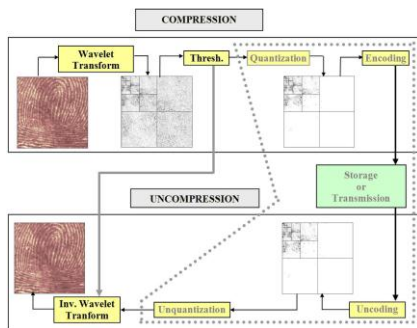 COMPRESSION
Wavelet
Transform
Thresh.
Quantization
Encoding
Storage
or
Transmission
UNCOMPRESSION
Inv. Wavelet
Tranform
Unquantization
Uncoding